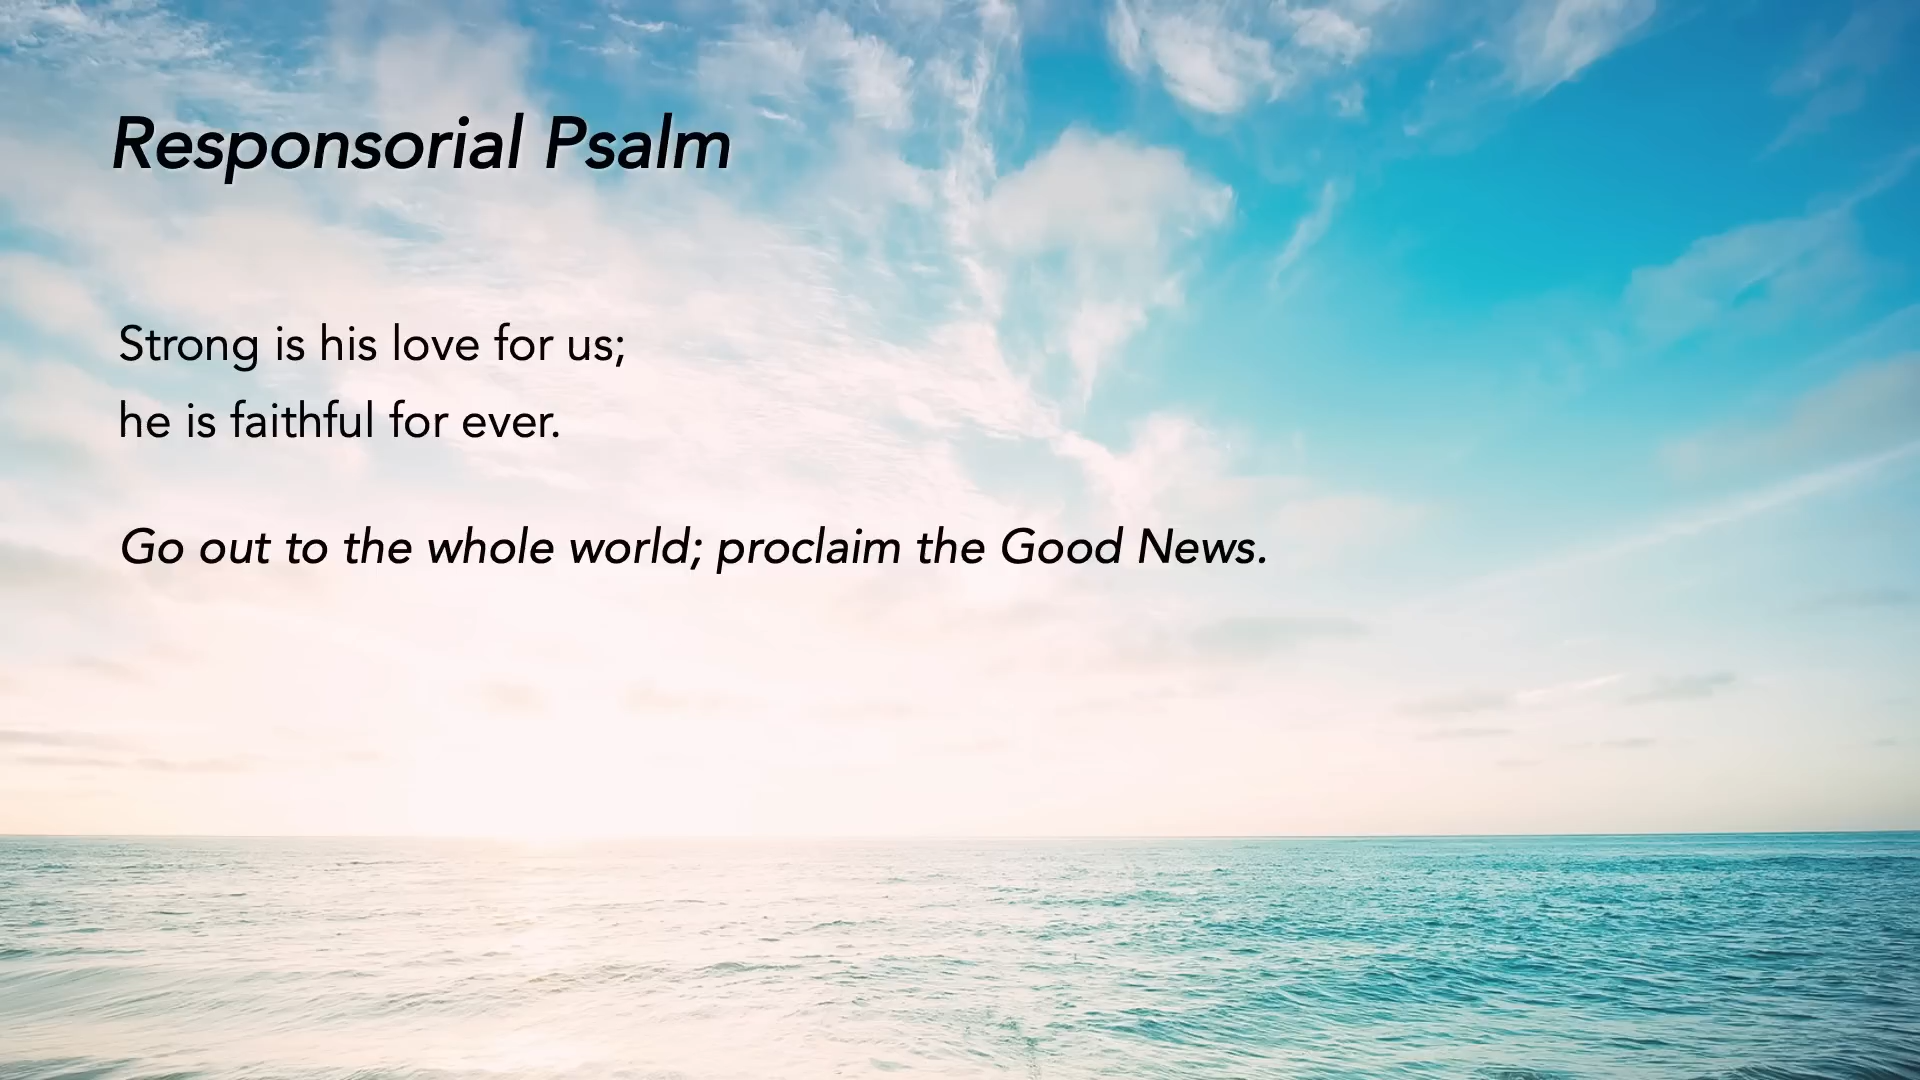 Responsorial Psalm
Strong is his love for us;
he is faithful for ever.
Go out to the whole world; proclaim the Good News.